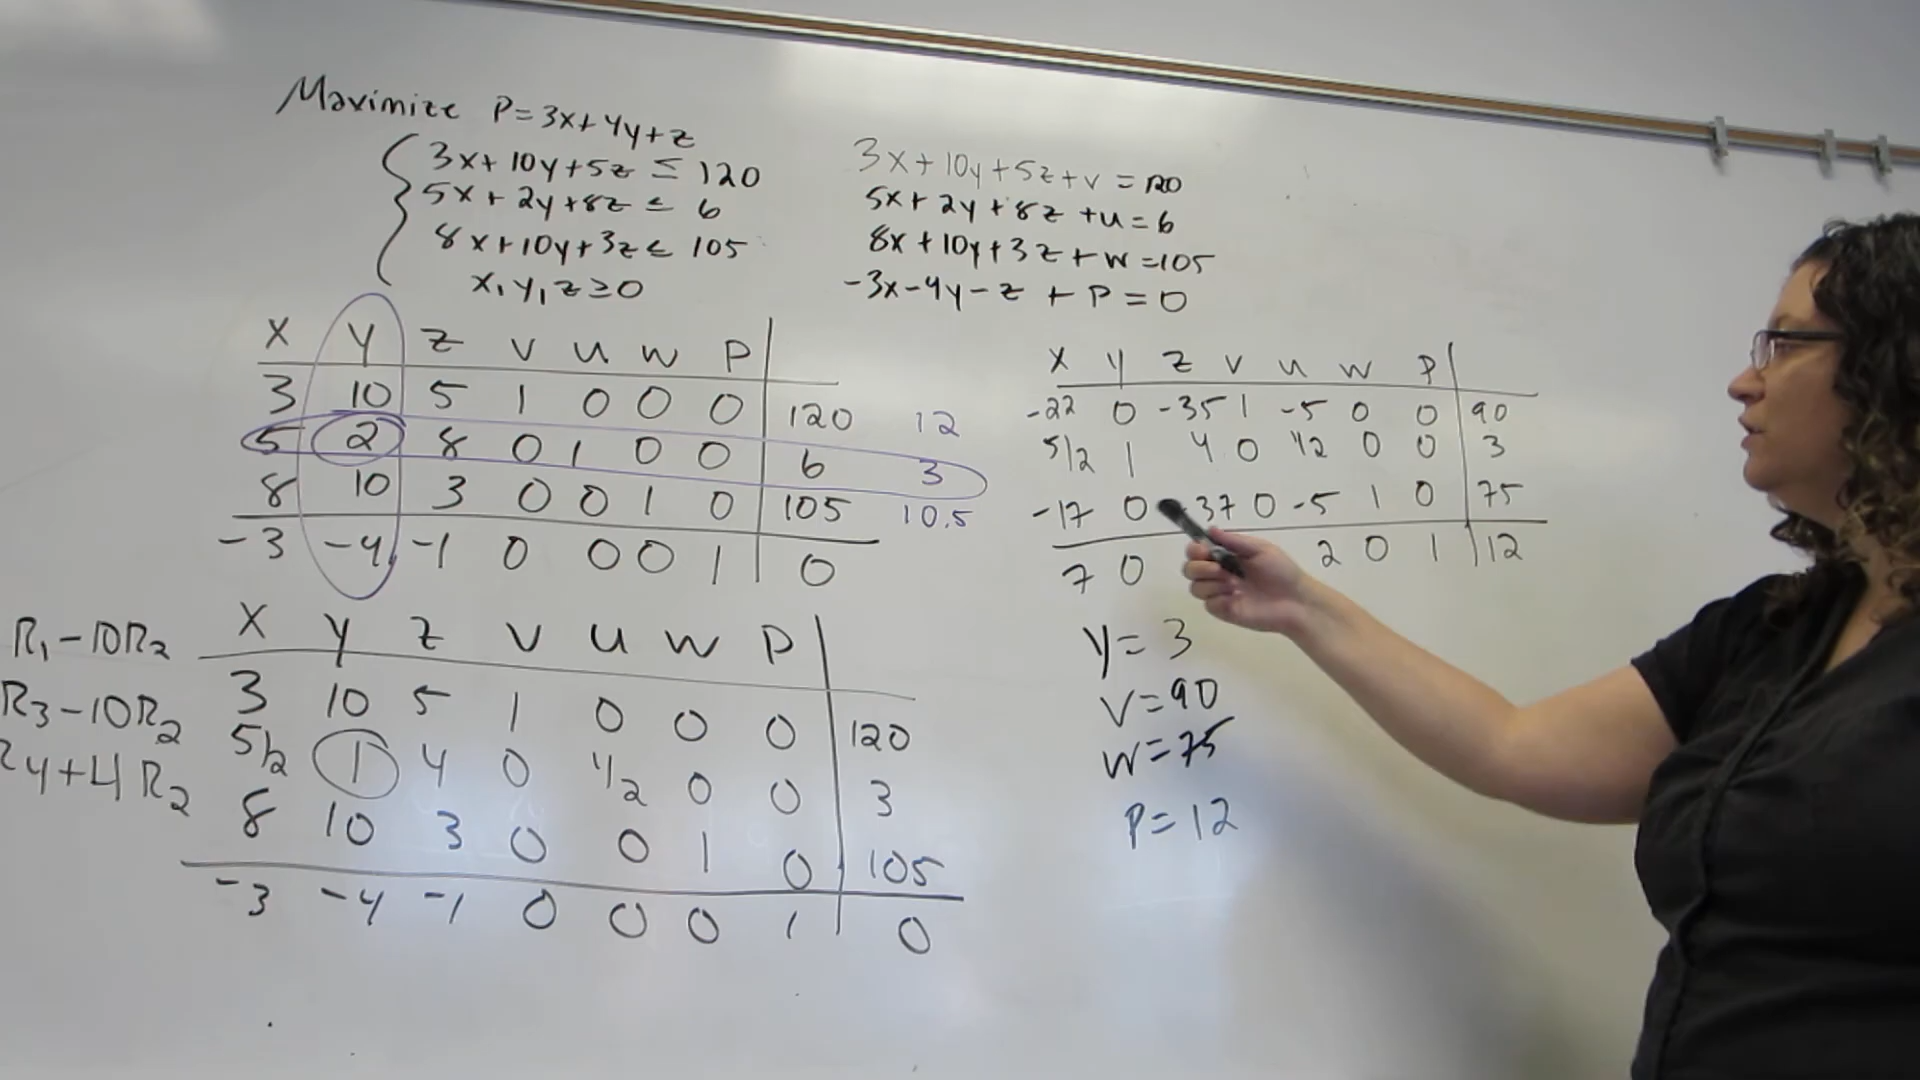 Maximize P=3x+4y+z
3x+10y+5z ≤ 120
5x+2y+8z ≤ 6
8x+10y+3z ≤ 105
x, y, z ≥ 0
3x+10y+5z+v=120
5x+2y+8z+u=6
8x+10y+3z+w=105
-3x-4y-z+P=0
x y z v u w P
3 10 5 1 0 0 0 120 12
5 2 8 0 1 0 0 6 3
8 10 3 0 0 1 0 105 10.5
-3 -4 -1 0 0 0 1 0
x y z v u w P
-22 0 -35 1 -5 0 0 90
5/2 1 4 0 1/2 0 0 3
-17 0 -37 0 -5 1 0 75
7 0 2 0 1 12
R1-10R2
R3-10R2
R4+4R2
x y z v u w P
3 10 5 1 0 0 0 120
5/2 1 4 0 1/2 0 0 3
8 10 3 0 0 1 0 105
-3 -4 -1 0 0 0 1 0
y=3
v=90
w=75
P=12